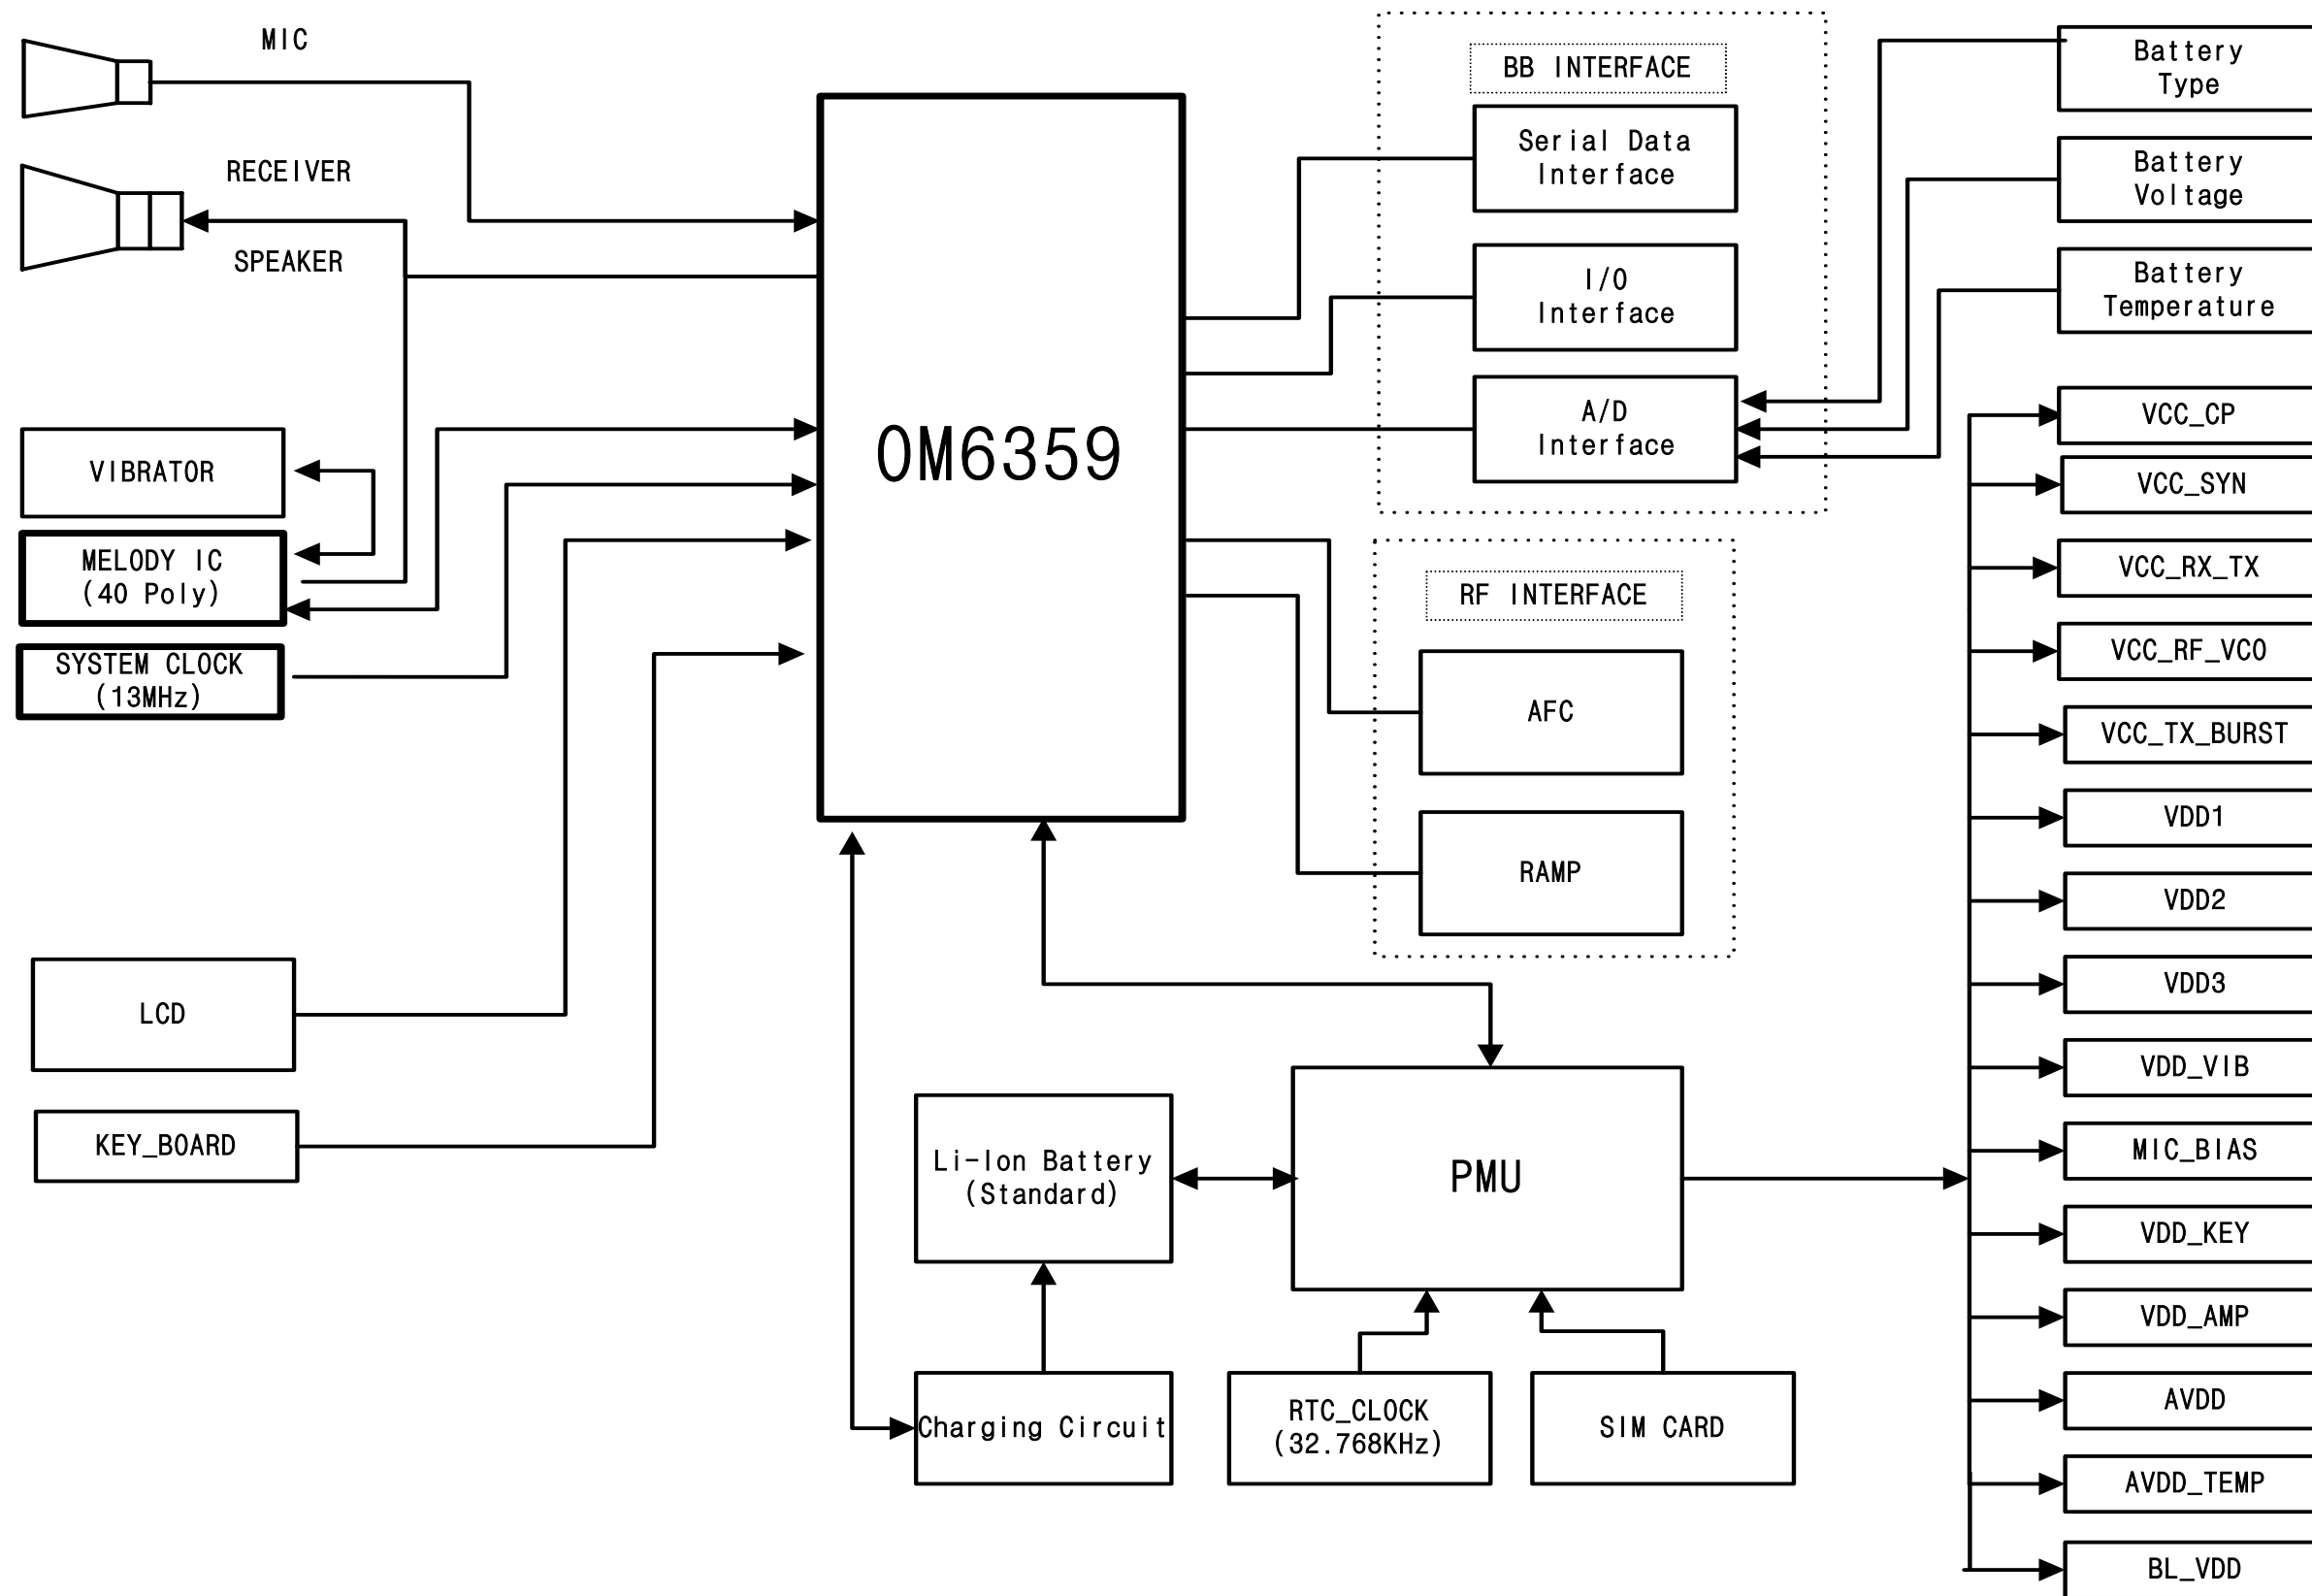 MIC
RECEIVER
SPEAKER
VIBRATOR
MELODY IC
(40 Poly)
SYSTEM CLOCK
(13MHz)
LCD
KEY_BOARD
OM6359
BB INTERFACE
Serial Data
Interface
I/O
Interface
A/D
Interface
RF INTERFACE
AFC
RAMP
Li-Ion Battery
(Standard)
PMU
Charging Circuit
RTC_CLOCK
(32.768KHz)
SIM CARD
Battery
Type
Battery
Voltage
Battery
Temperature
VCC_CP
VCC_SYN
VCC_RX_TX
VCC_RF_VCO
VCC_TX_BURST
VDD1
VDD2
VDD3
VDD_VIB
MIC_BIAS
VDD_KEY
VDD_AMP
AVDD
AVDD_TEMP
BL_VDD